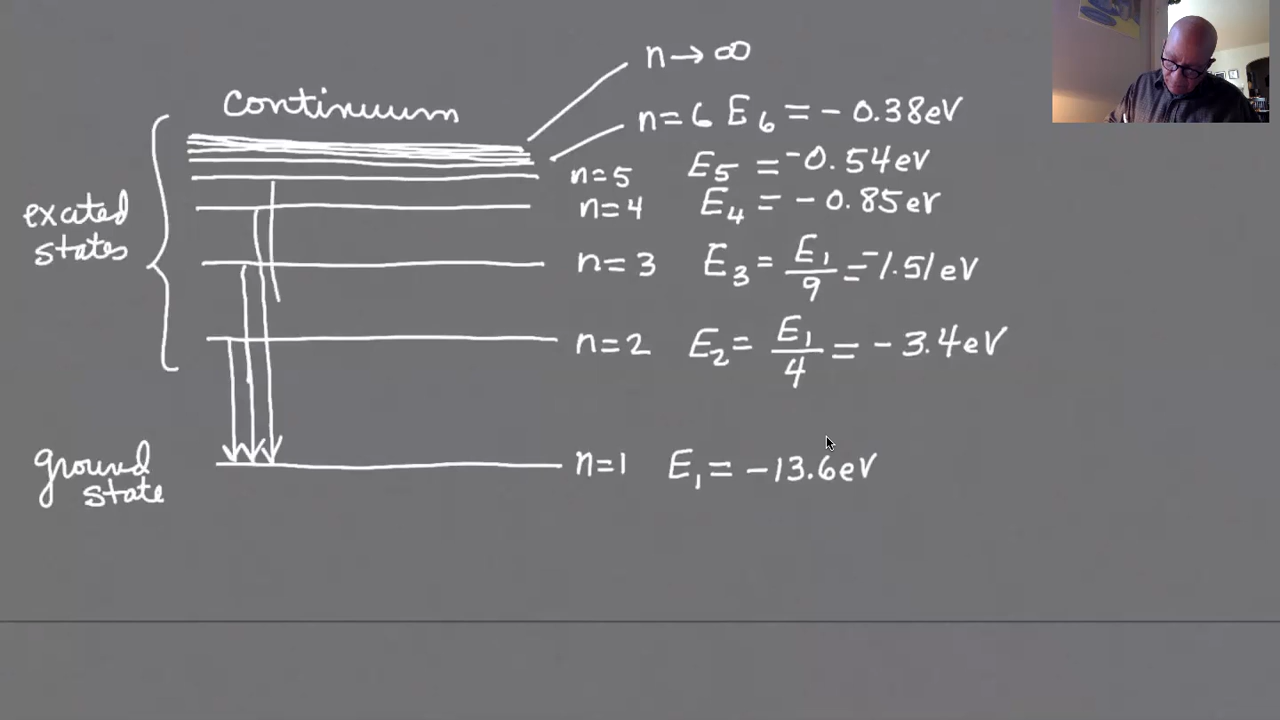 n→∞
continuum
n=6 E₆ = -0.38eV
n=5 E₅ = -0.54eV
n=4 E₄ = -0.85eV
excited
states
n=3 E₃ = E₁/9 = -1.51eV
n=2 E₂ = E₁/4 = -3.4eV
ground
state
n=1 E₁ = -13.6eV